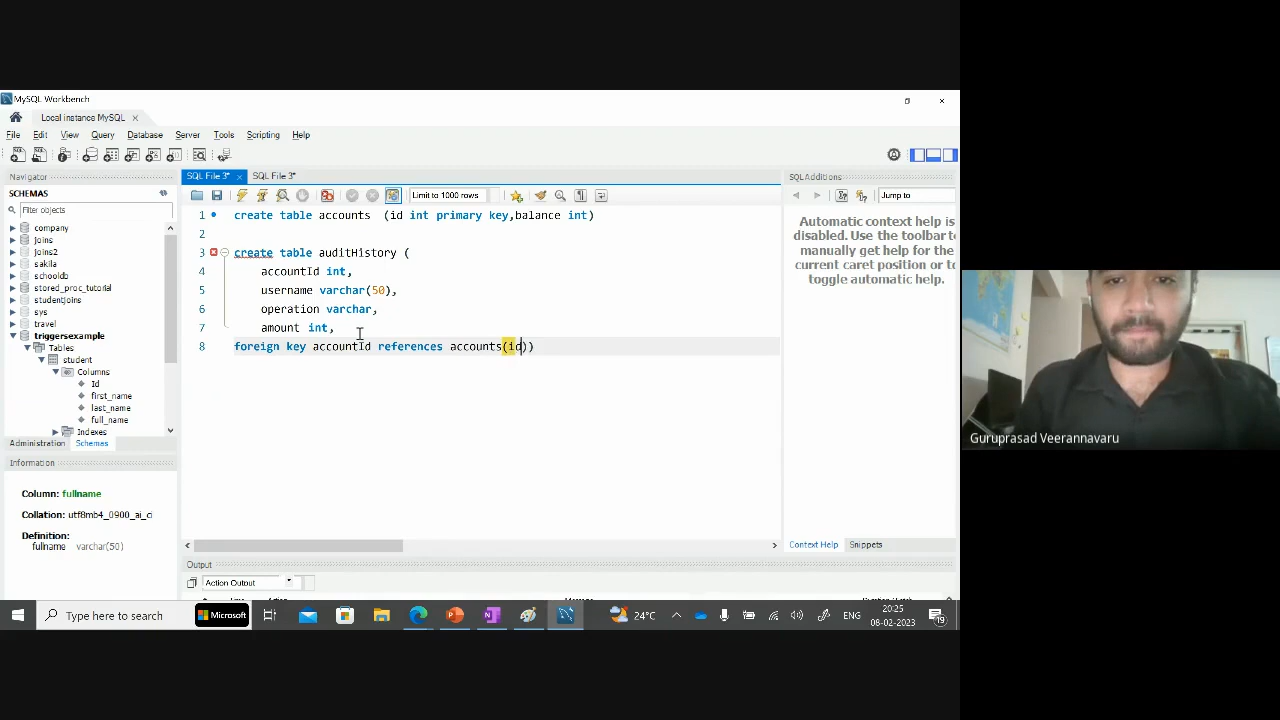 MySQL Workbench
Local instance MySQL
File Edit View Query Database Server Tools Scripting Help
Navigator
SCHEMAS
Filter objects
company
joins
joins2
sakila
schooldb
stored_proc_tutorial
studentjoins
sys
travel
triggersexample
Tables
student
Columns
Id
first_name
last_name
full_name
Indexes
Administration Schemas
Information
Column: fullname
Collation: utf8mb4_0900_ai_ci
Definition:
fullname varchar(50)
SQL File 3* SQL File 3*
Limit to 1000 rows
1 create table accounts (id int primary key,balance int)
2
3 create table auditHistory (
4 accountId int,
5 username varchar(50),
6 operation varchar,
7 amount int,
8 foreign key accountId references accounts(id))
SQL Additions
Jump to
Automatic context help is
disabled. Use the toolbar to
manually get help for the
current caret position or to
toggle automatic help.
Context Help Snippets
Output
Action Output
Guruprasad Veerannavaru
Type here to search
Microsoft
24°C
ENG
20:25
08-02-2023
19